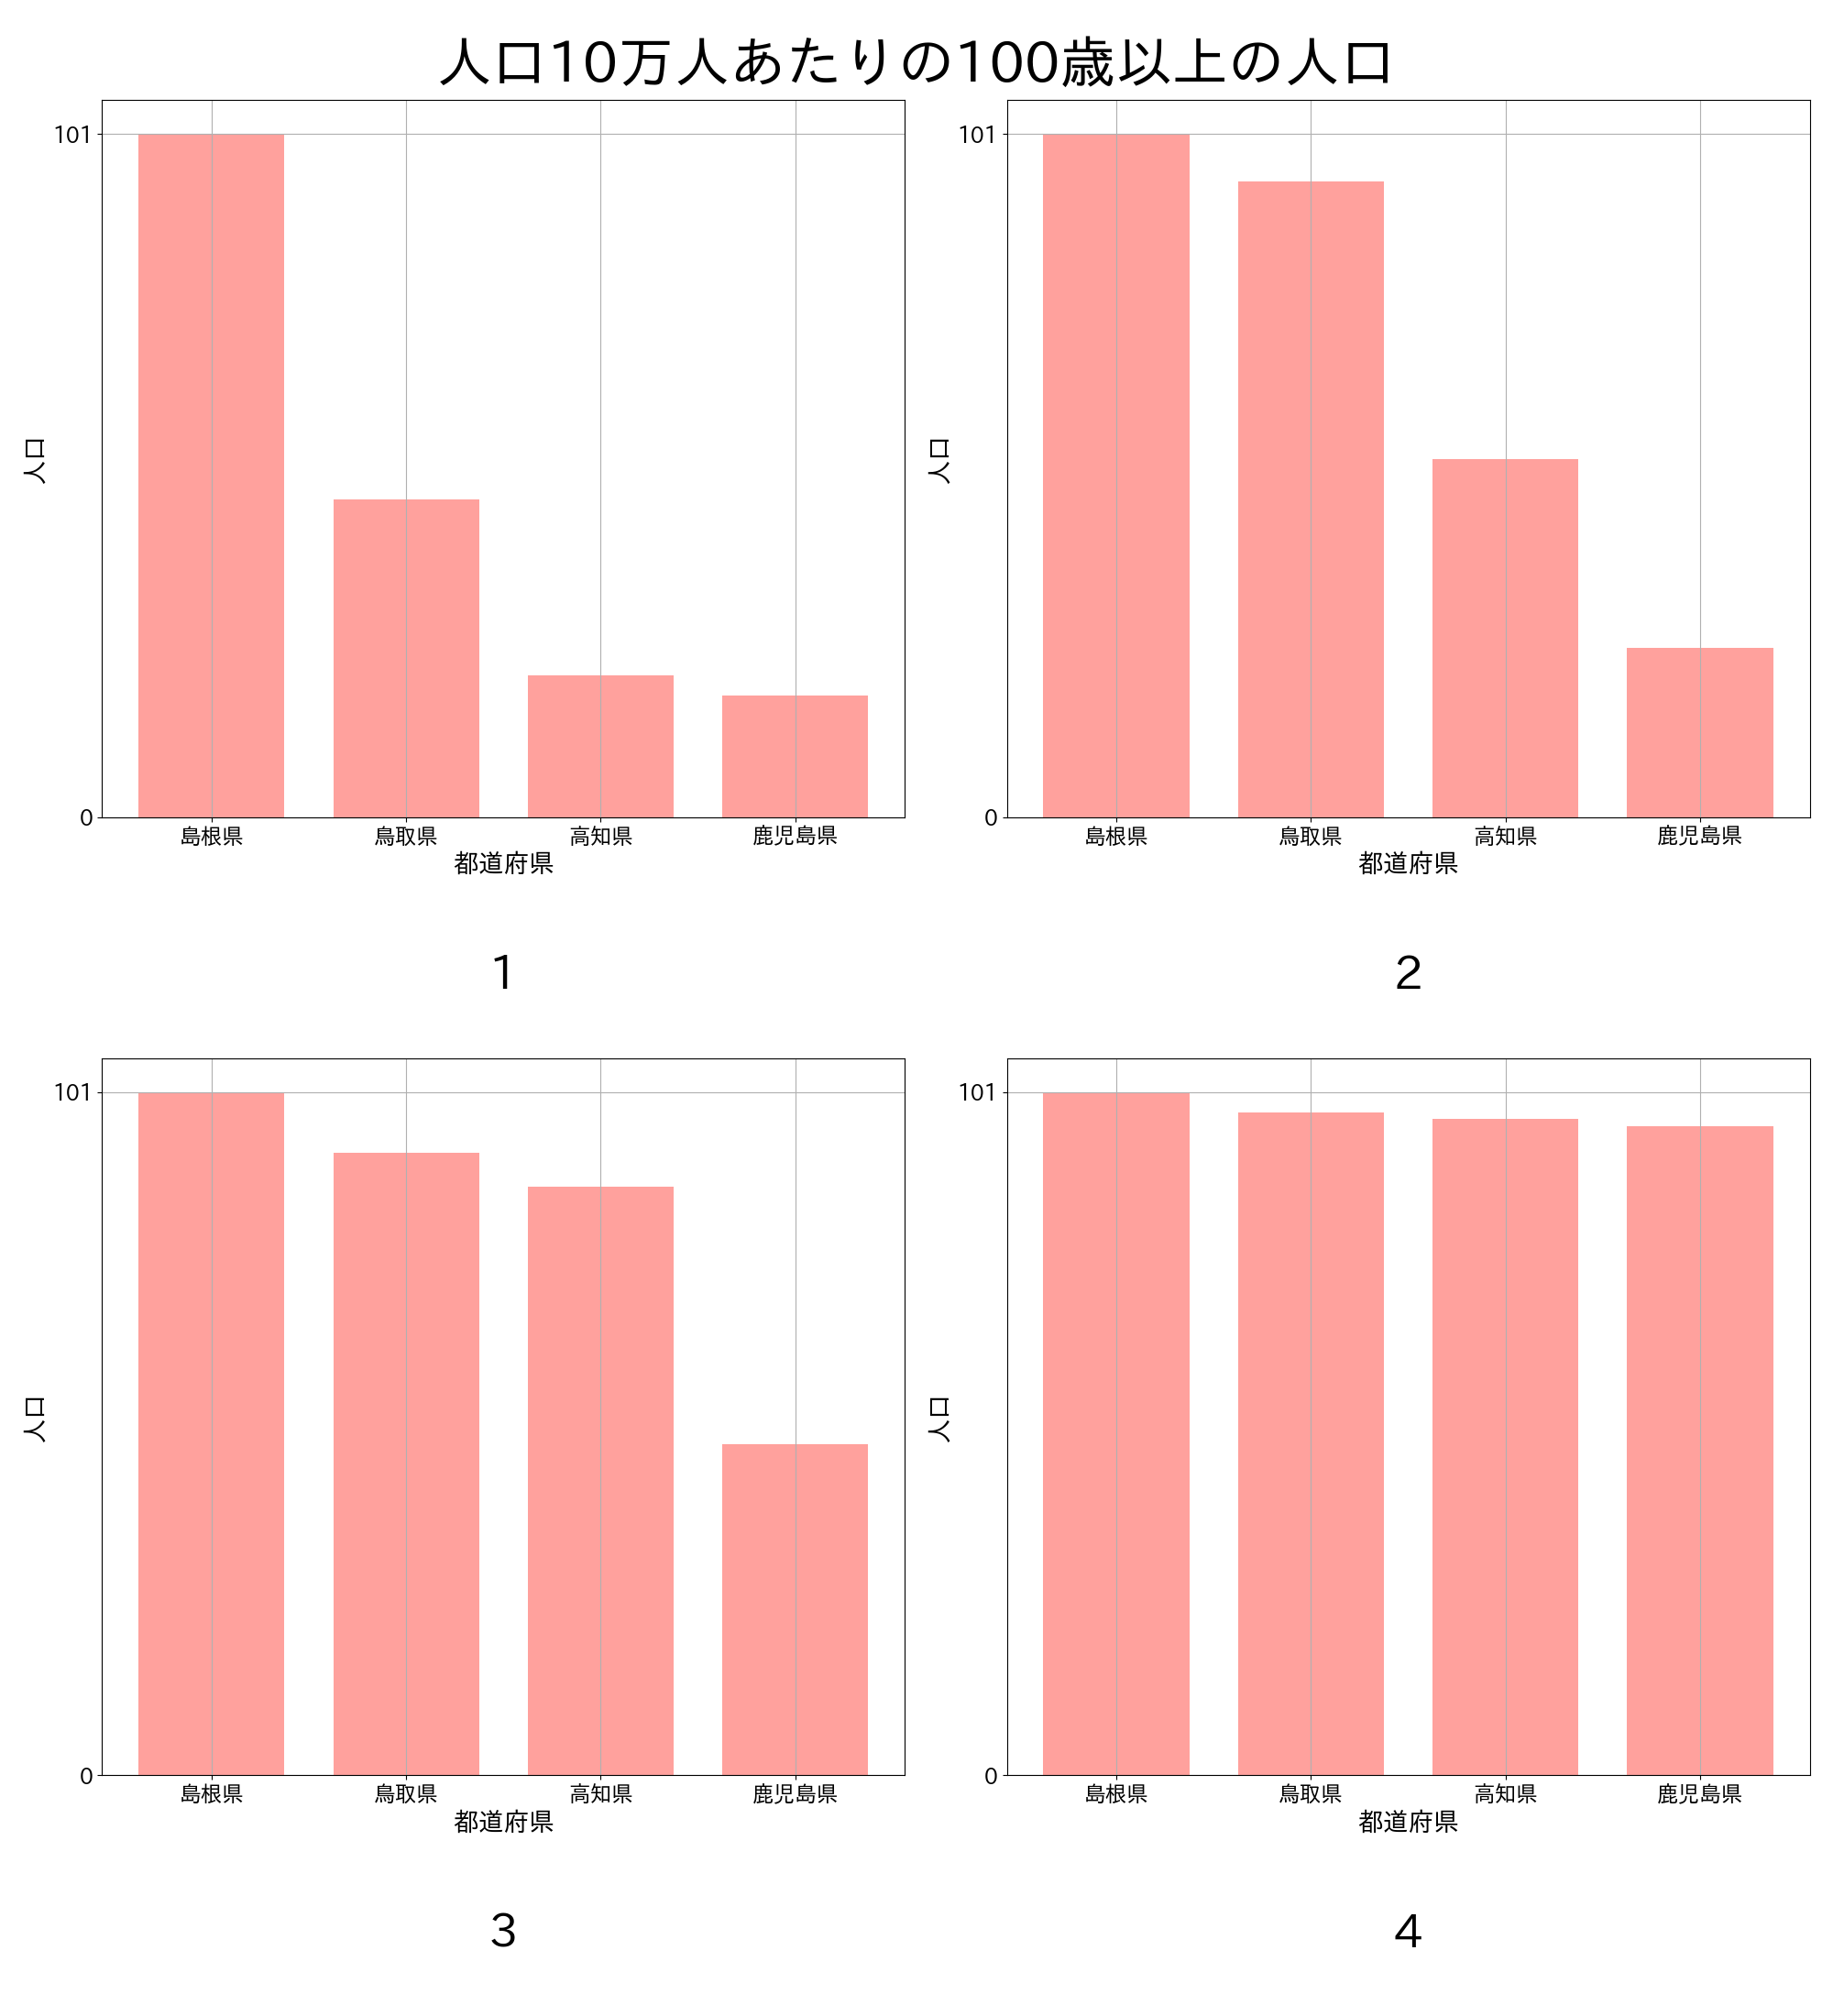 人口10万人あたりの100歳以上の人口
101
0
人口
島根県 鳥取県 高知県 鹿児島県
都道府県
1
101
0
人口
島根県 鳥取県 高知県 鹿児島県
都道府県
2
101
0
人口
島根県 鳥取県 高知県 鹿児島県
都道府県
3
101
0
人口
島根県 鳥取県 高知県 鹿児島県
都道府県
4